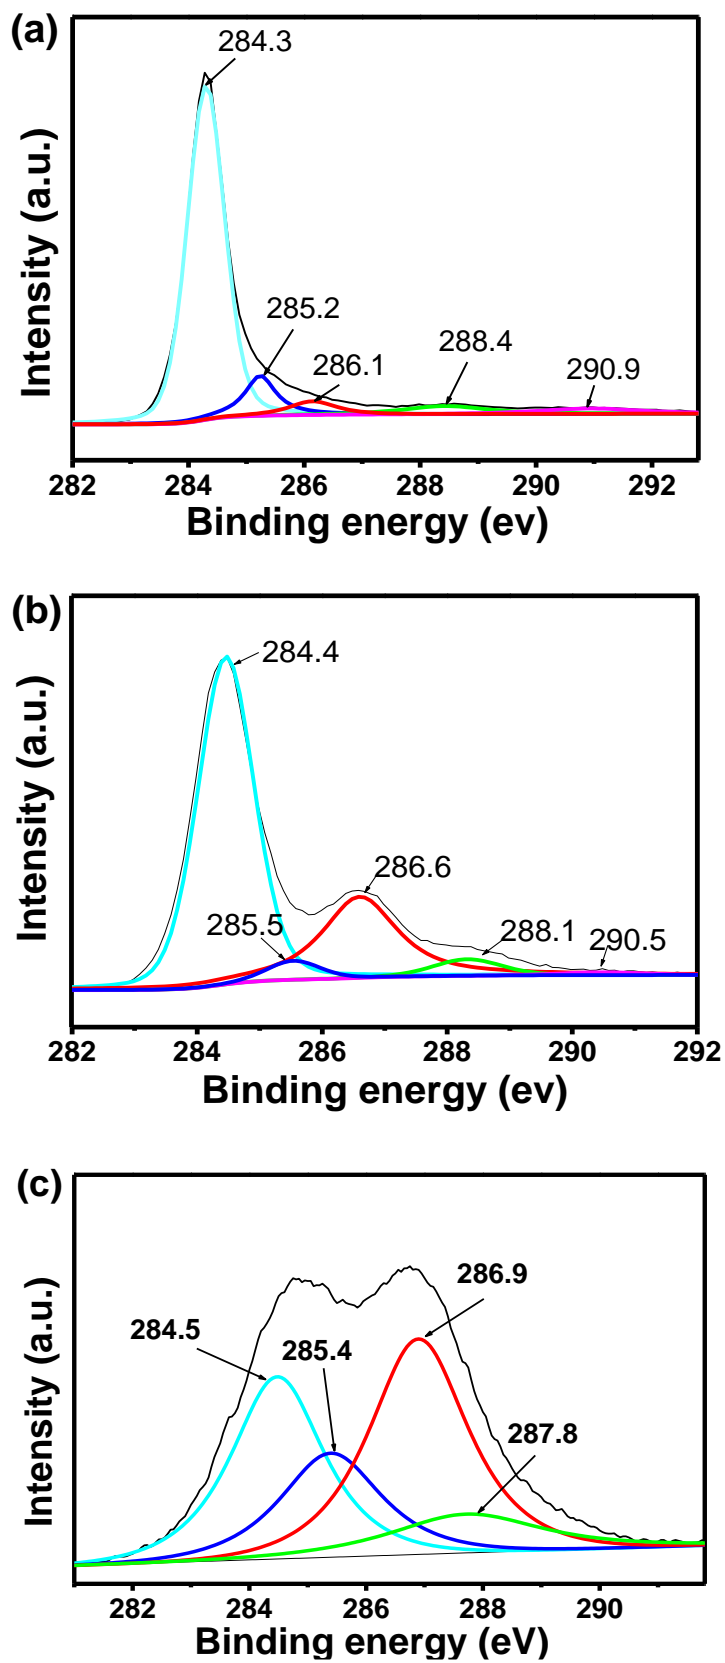 (a)
284.3
285.2
286.1
288.4
290.9
Intensity (a.u.)
282 284 286 288 290 292
Binding energy (ev)
(b)
284.4
286.6
285.5
288.1
290.5
Intensity (a.u.)
282 284 286 288 290 292
Binding energy (ev)
(c)
286.9
284.5
285.4
287.8
Intensity (a.u.)
282 284 286 288 290
Binding energy (eV)